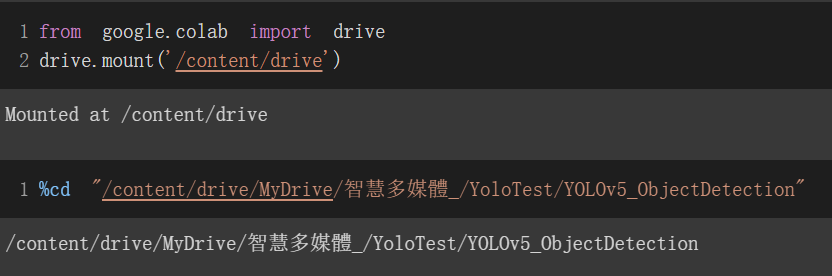 1 from google.colab import drive
2 drive.mount('/content/drive')
Mounted at /content/drive
1 %cd "/content/drive/MyDrive/智慧多媒體_/YoloTest/YOLOv5_ObjectDetection"
/content/drive/MyDrive/智慧多媒體_/YoloTest/YOLOv5_ObjectDetection